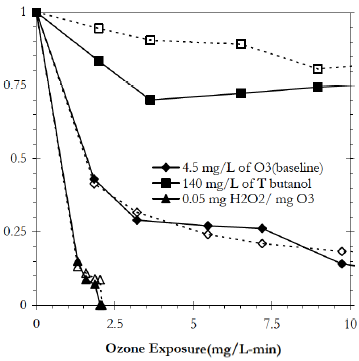 1
0.75
0.5
4.5 mg/L of O3(baseline)
140 mg/L of T butanol
0.05 mg H2O2/ mg O3
0.25
0
0
2.5
5
7.5
10
Ozone Exposure(mg/L-min)